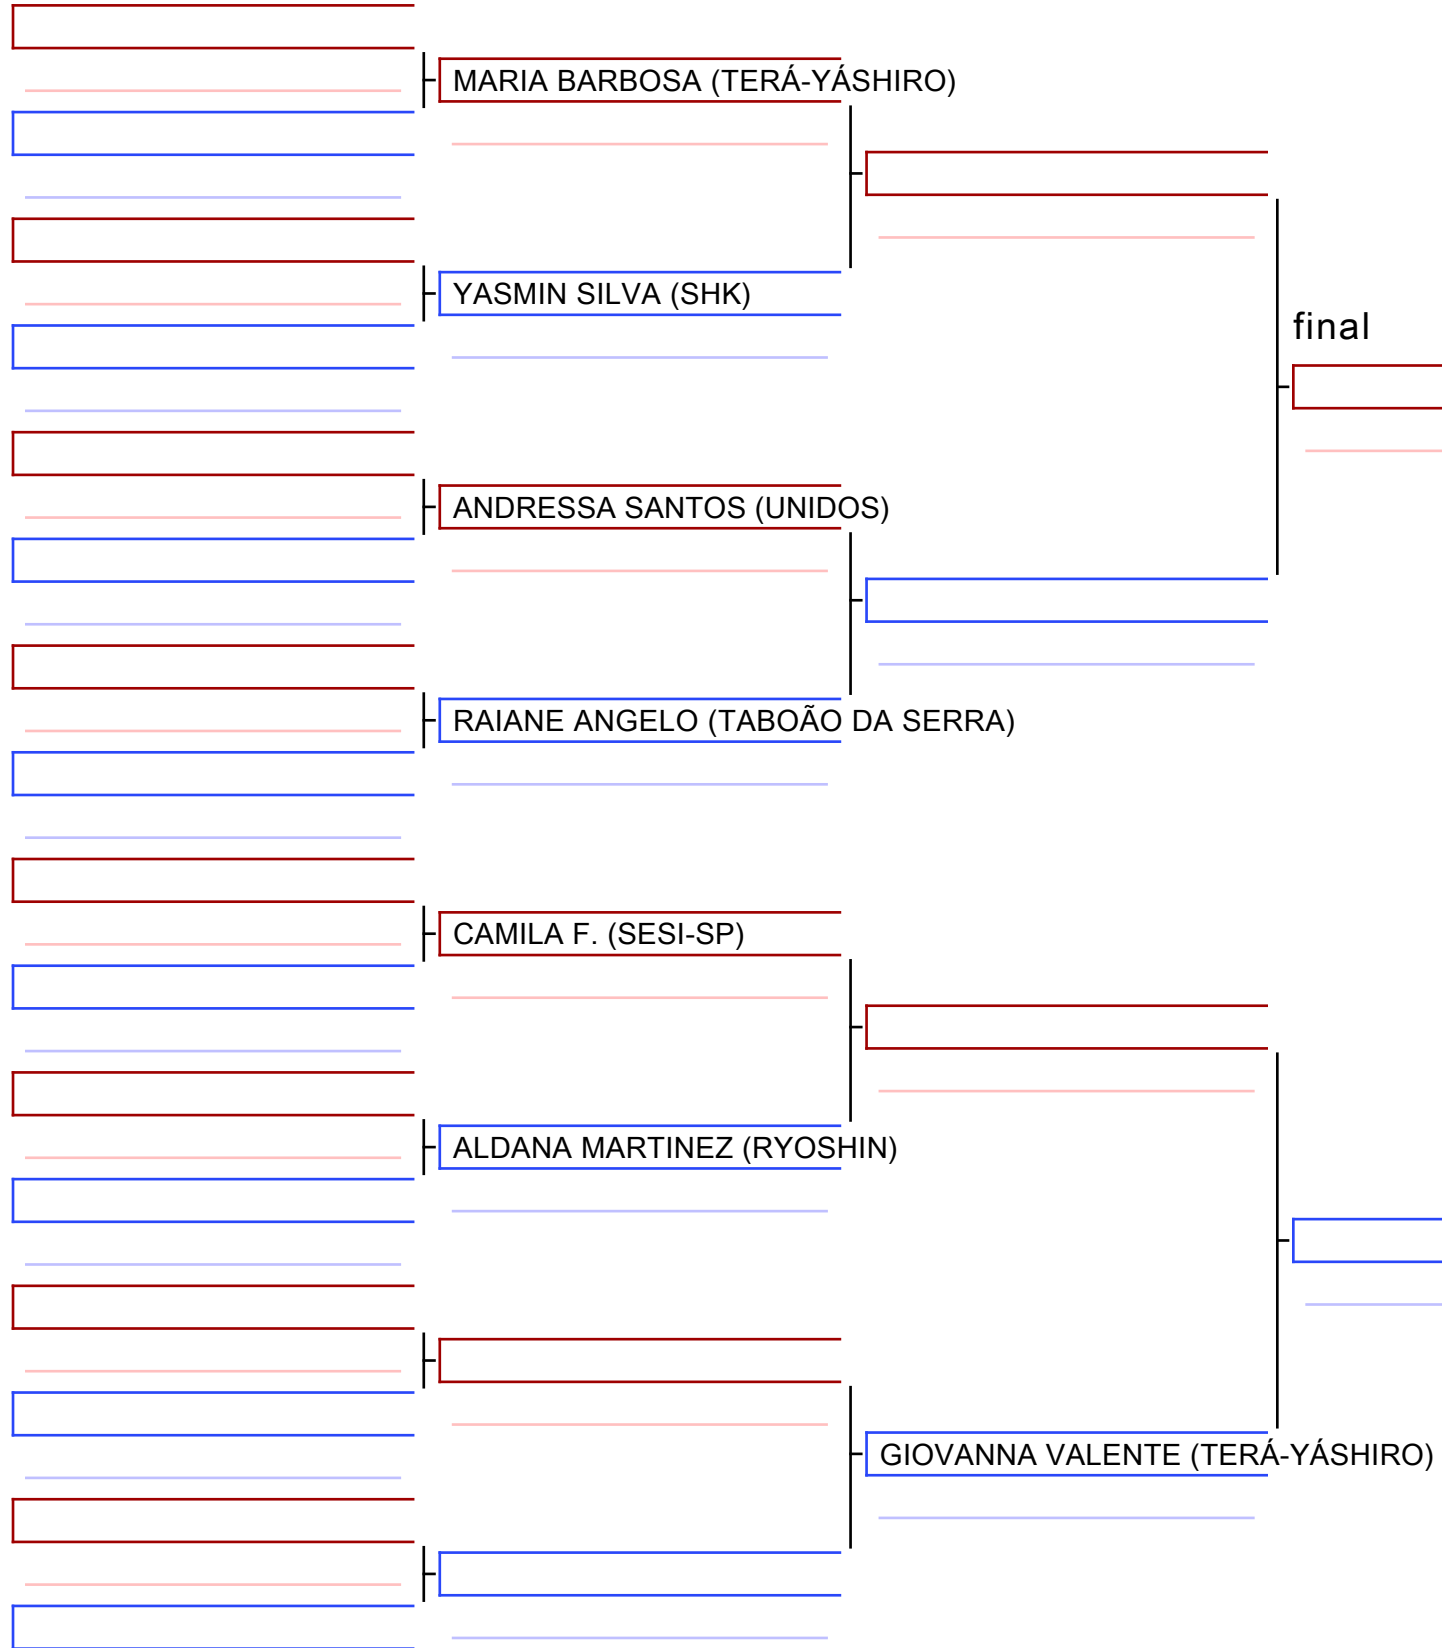 MARIA BARBOSA (TERÁ-YÁSHIRO)
YASMIN SILVA (SHK)
final
ANDRESSA SANTOS (UNIDOS)
RAIANE ANGELO (TABOÃO DA SERRA)
CAMILA F. (SESI-SP)
ALDANA MARTINEZ (RYOSHIN)
GIOVANNA VALENTE (TERÁ-YÁSHIRO)